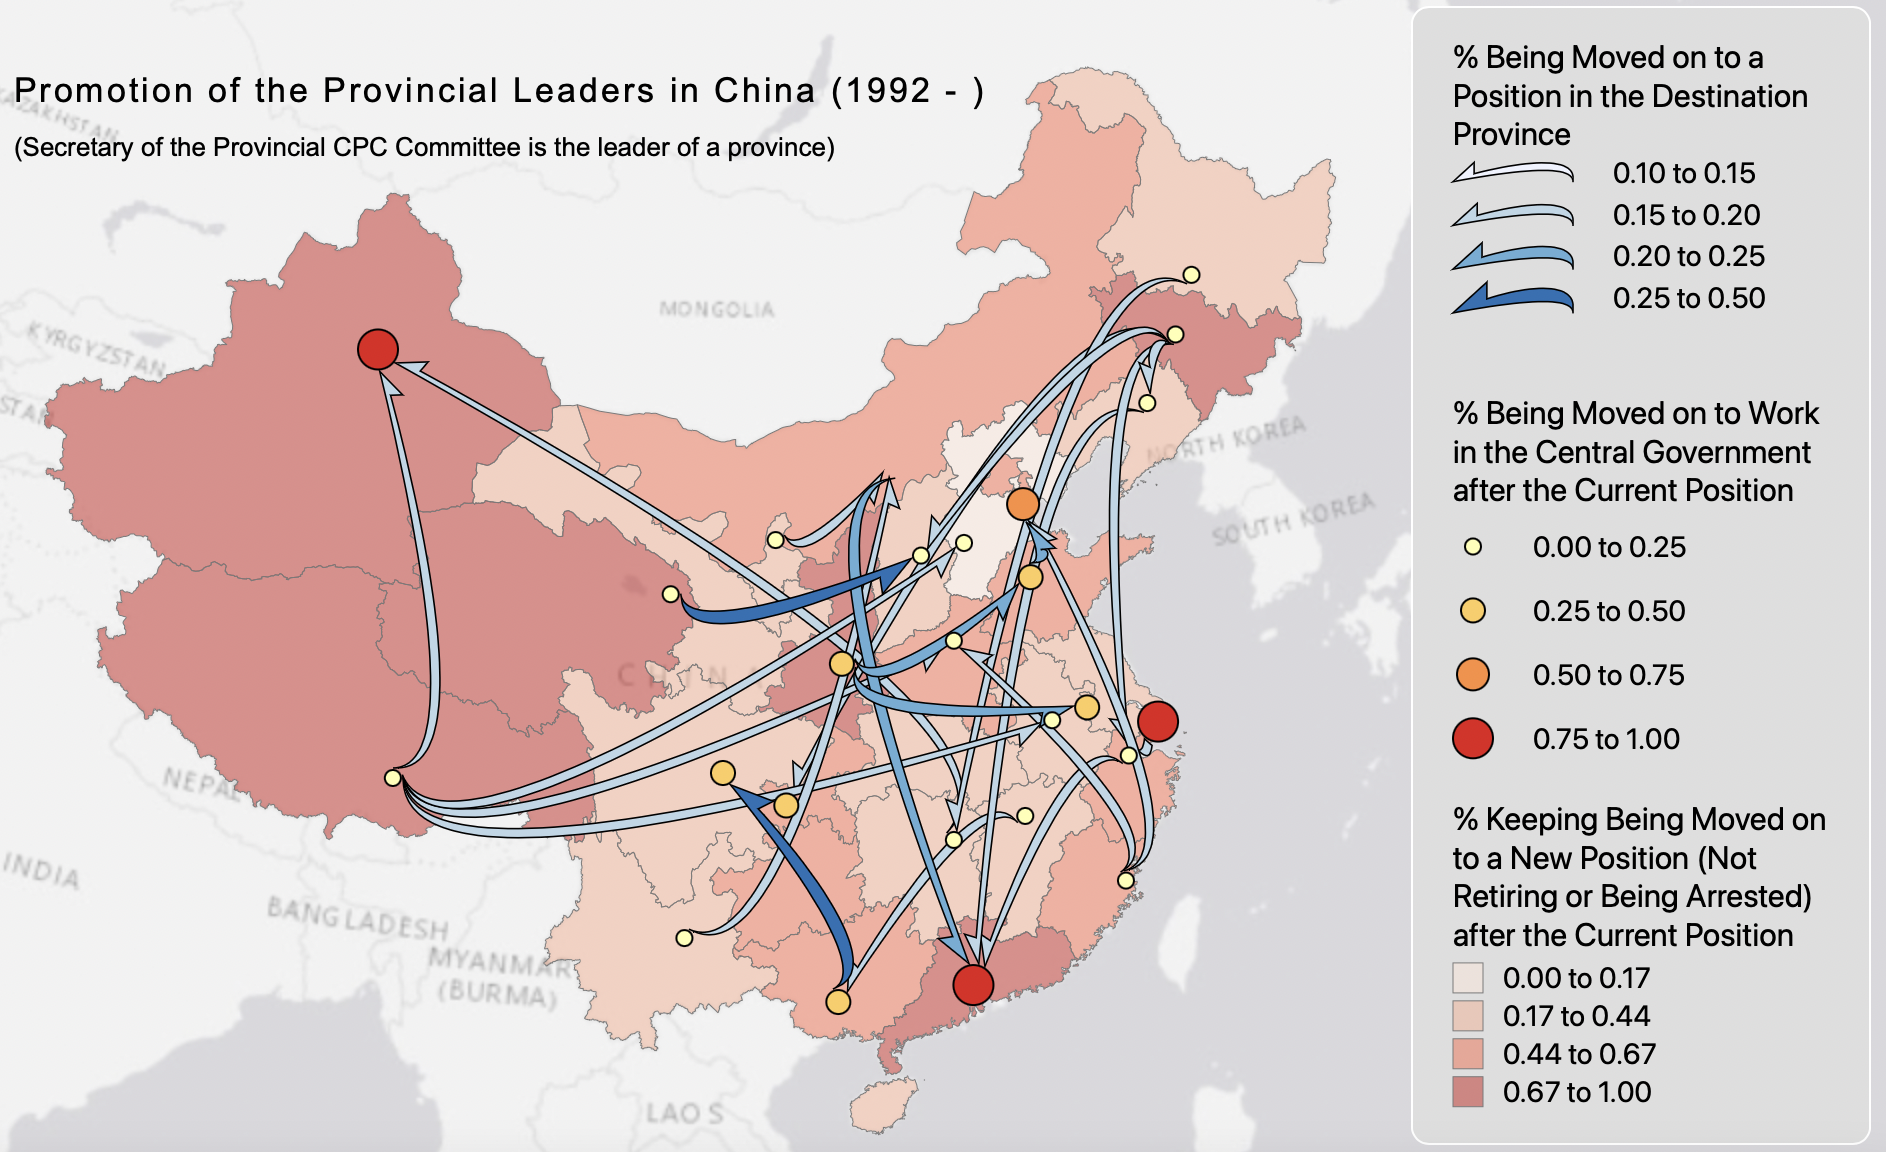 Promotion of the Provincial Leaders in China (1992 - )
(Secretary of the Provincial CPC Committee is the leader of a province)
KAZAKHSTAN
KYRGYZSTAN
MONGOLIA
NORTH KOREA
SOUTH KOREA
CHINA
NEPAL
INDIA
BANGLADESH
MYANMAR
(BURMA)
LAOS
% Being Moved on to a
Position in the Destination
Province
0.10 to 0.15
0.15 to 0.20
0.20 to 0.25
0.25 to 0.50
% Being Moved on to Work
in the Central Government
after the Current Position
0.00 to 0.25
0.25 to 0.50
0.50 to 0.75
0.75 to 1.00
% Keeping Being Moved on
to a New Position (Not
Retiring or Being Arrested)
after the Current Position
0.00 to 0.17
0.17 to 0.44
0.44 to 0.67
0.67 to 1.00